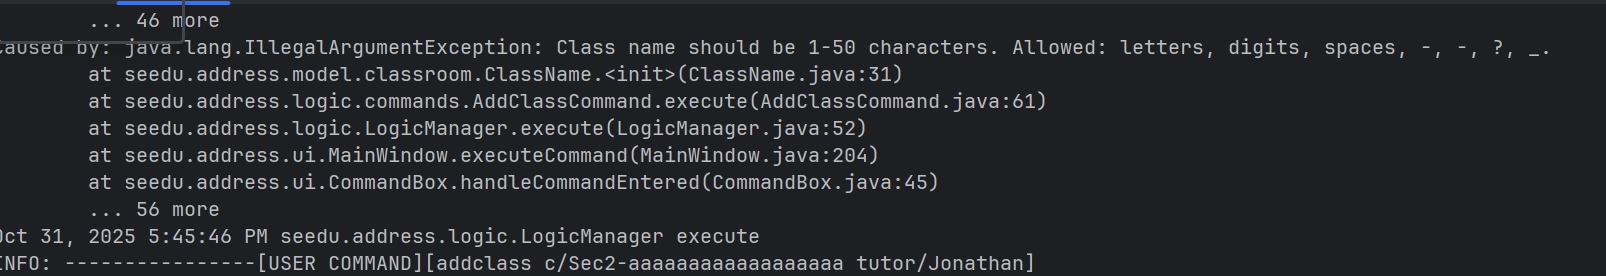 ... 46 more
Caused by: java.lang.IllegalArgumentException: Class name should be 1-50 characters. Allowed: letters, digits, spaces, -, -, ?, _.
at seedu.address.model.classroom.ClassName.<init>(ClassName.java:31)
at seedu.address.logic.commands.AddClassCommand.execute(AddClassCommand.java:61)
at seedu.address.logic.LogicManager.execute(LogicManager.java:52)
at seedu.address.ui.MainWindow.executeCommand(MainWindow.java:204)
at seedu.address.ui.CommandBox.handleCommandEntered(CommandBox.java:45)
... 56 more
Oct 31, 2025 5:45:46 PM seedu.address.logic.LogicManager execute
INFO: ----------------[USER COMMAND][addclass c/Sec2-aaaaaaaaaaaaaaaaaa tutor/Jonathan]